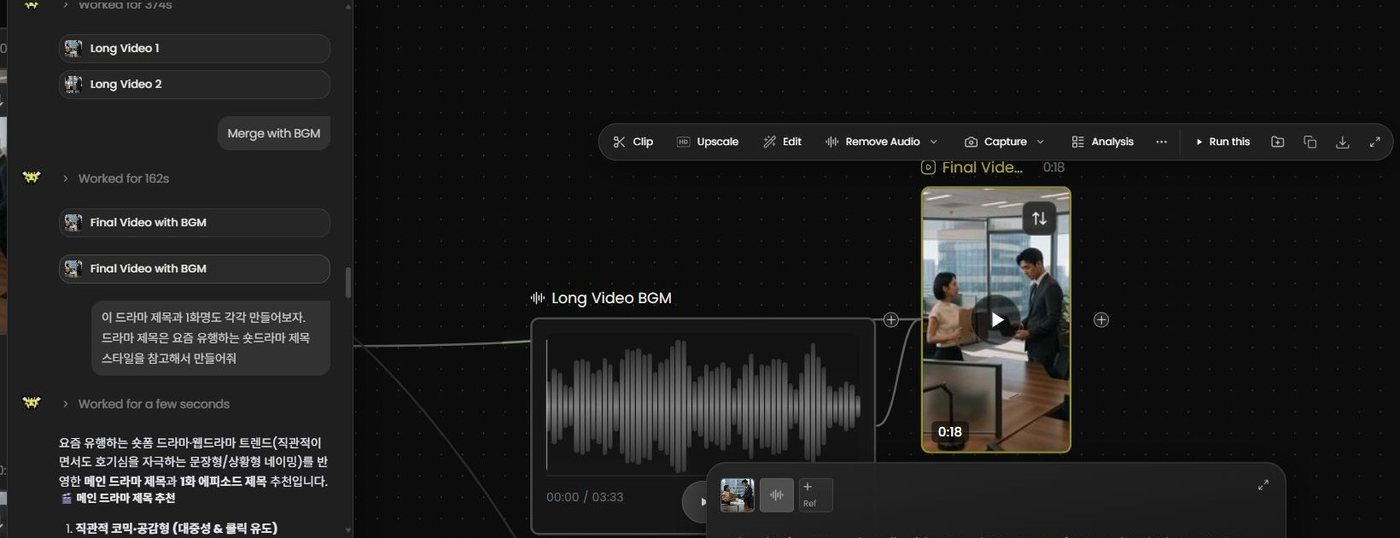 Worked for 374s
Long Video 1
Long Video 2
Merge with BGM
Worked for 162s
Final Video with BGM
Final Video with BGM
이 드라마 제목과 1화명도 각각 만들어보자.
드라마 제목은 요즘 유행하는 숏드라마 제목
스타일을 참고해서 만들어줘
Worked for a few seconds
요즘 유행하는 숏폼 드라마·웹드라마 트렌드(직관적이
면서도 호기심을 자극하는 문장형/상황형 네이밍)를 반
영한 메인 드라마 제목과 1화 에피소드 제목 추천입니다.
🎬 메인 드라마 제목 추천
1. 직관적 코믹·공감형 (대중성 & 클릭 유도)
Clip
HD Upscale
Edit
Remove Audio
Capture
Analysis
Run this
Final Vide... 0:18
0:18
Long Video BGM
00:00 / 03:33
Ref